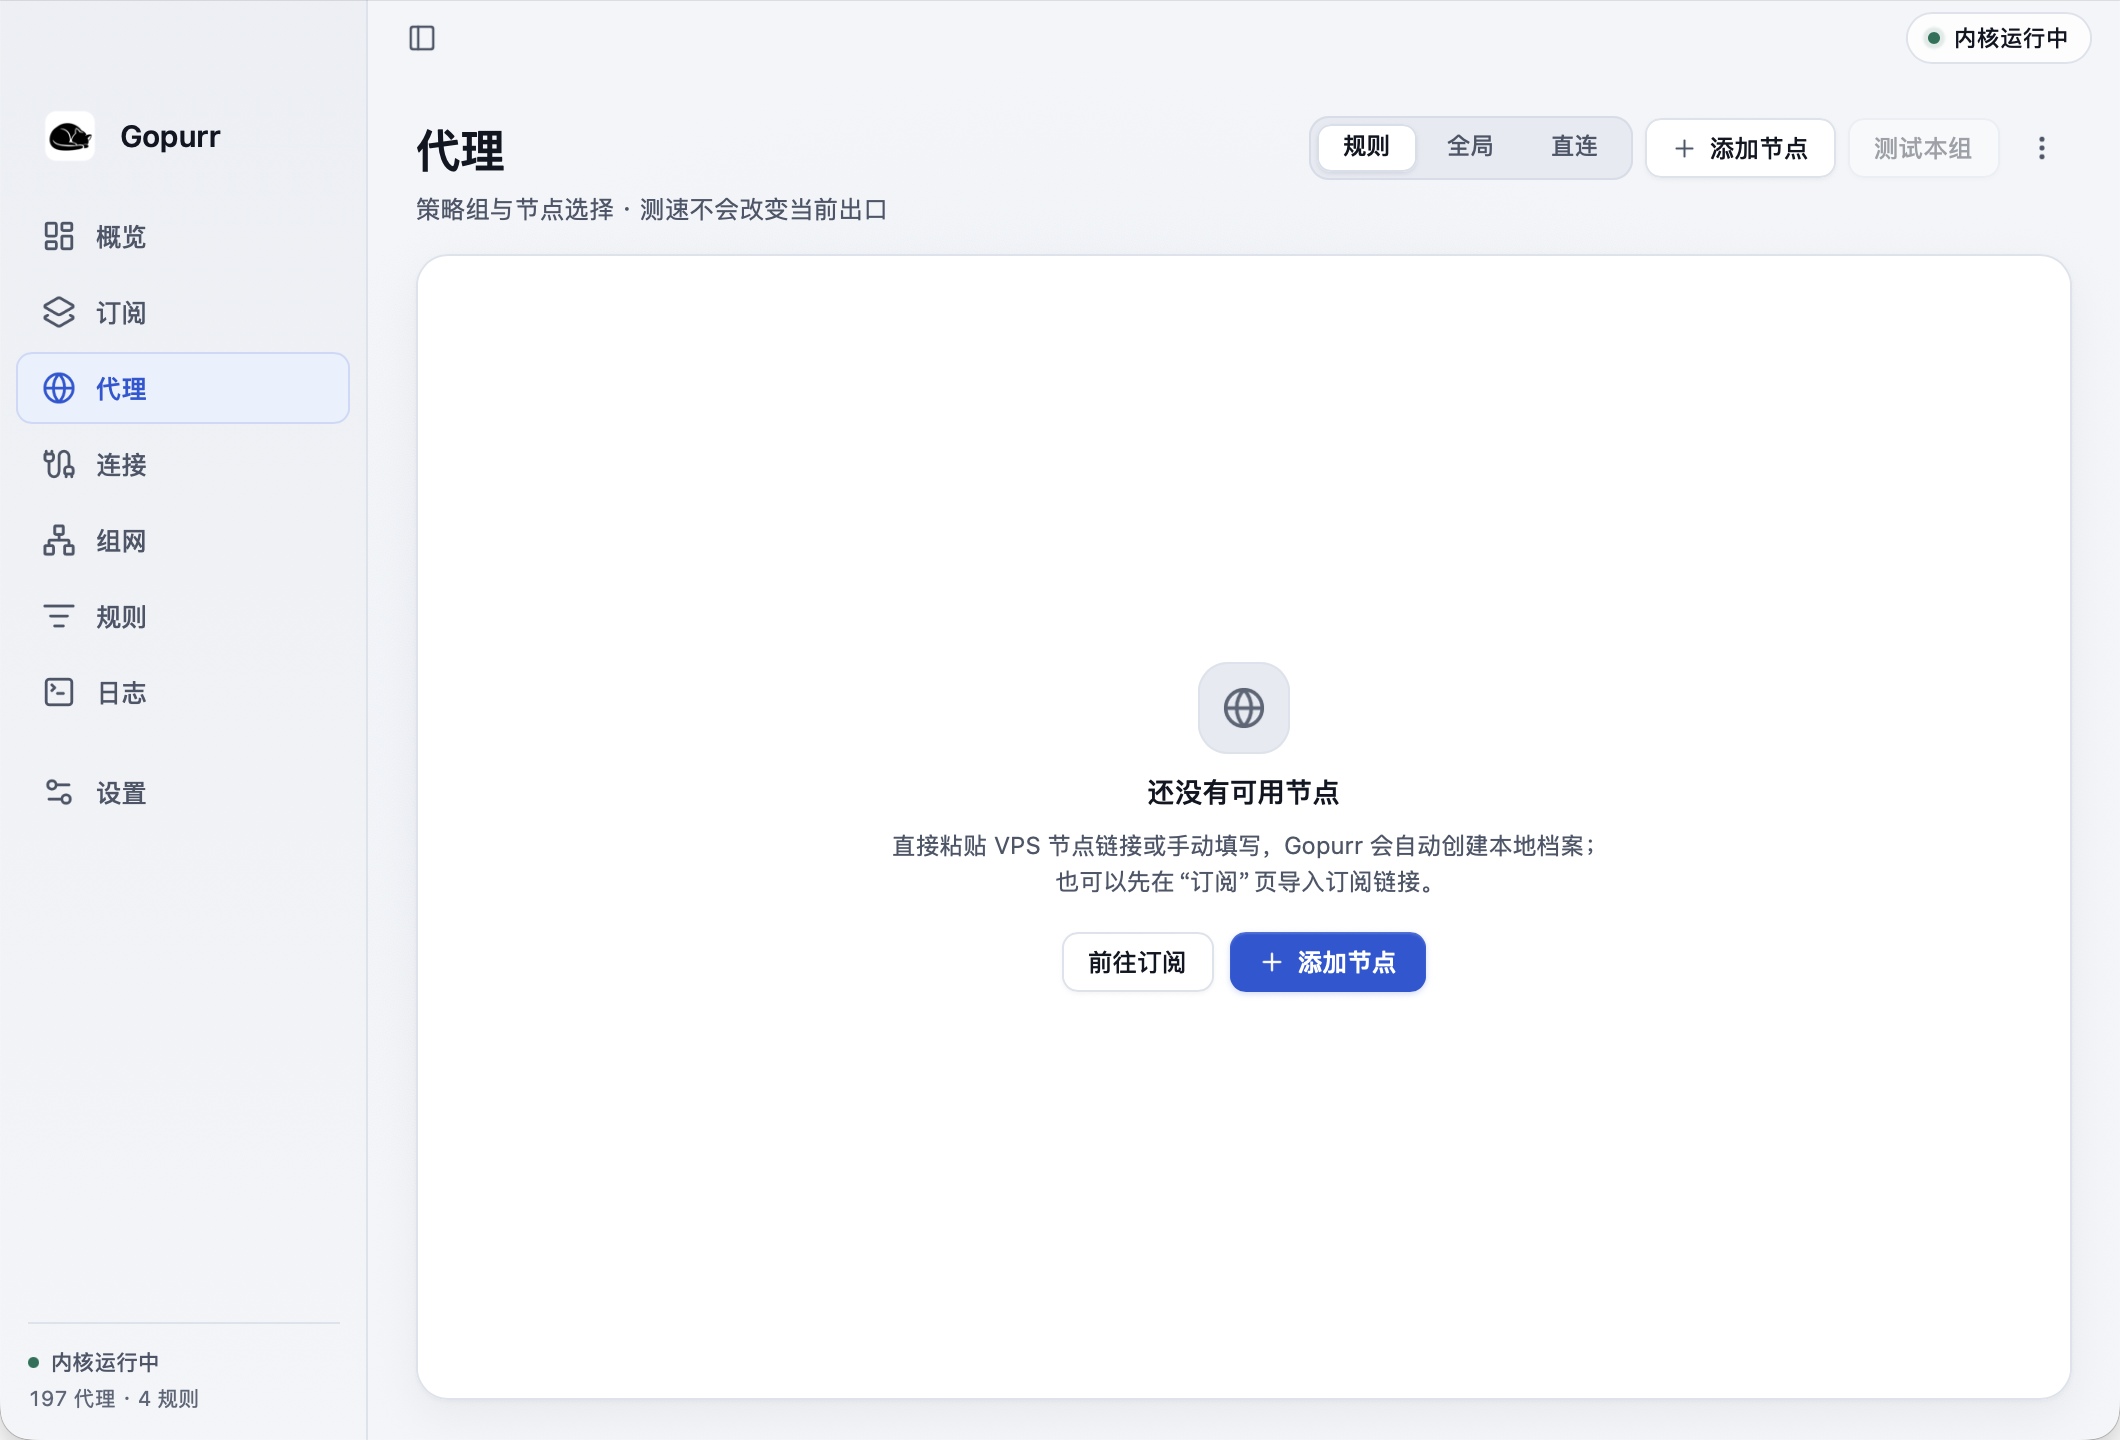 内核运行中
Gopurr
概览
订阅
代理
连接
组网
规则
日志
设置
内核运行中
197 代理 · 4 规则
代理
策略组与节点选择 · 测速不会改变当前出口
规则 全局 直连
添加节点
测试本组
还没有可用节点
直接粘贴 VPS 节点链接或手动填写，Gopurr 会自动创建本地档案；
也可以先在“订阅”页导入订阅链接。
前往订阅
添加节点